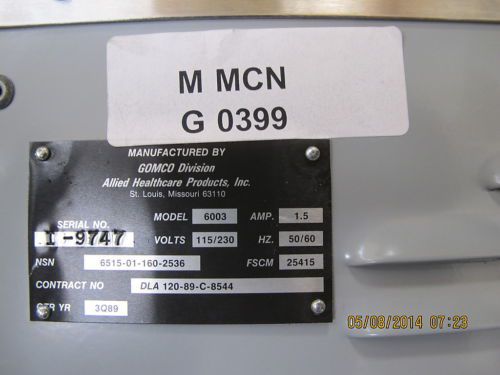 M MCN
G 0399
MANUFACTURED BY
GOMCO Division
Allied Healthcare Products, Inc.
St. Louis, Missouri 63110
SERIAL NO. MODEL 6003 AMP. 1.5
I-9747 VOLTS 115/230 HZ. 50/60
NSN 6515-01-160-2536 FSCM 25415
CONTRACT NO DLA 120-89-C-8544
QTR YR 3Q89
05/08/2014 07:23